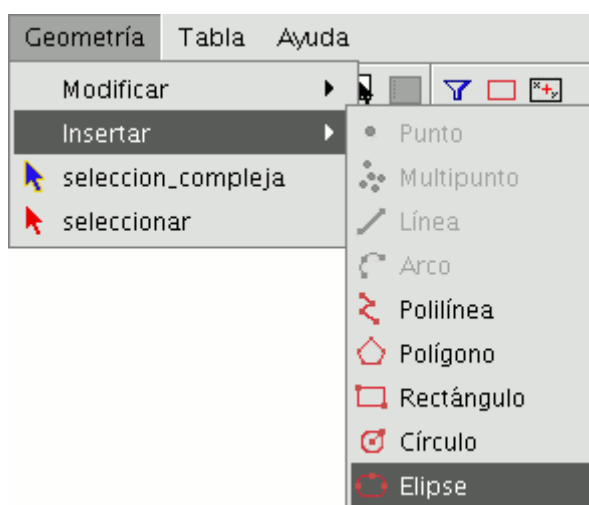 Geometría Tabla Ayuda
Modificar
Insertar
seleccion_compleja
seleccionar
Punto
Multipunto
Línea
Arco
Polilínea
Polígono
Rectángulo
Círculo
Elipse